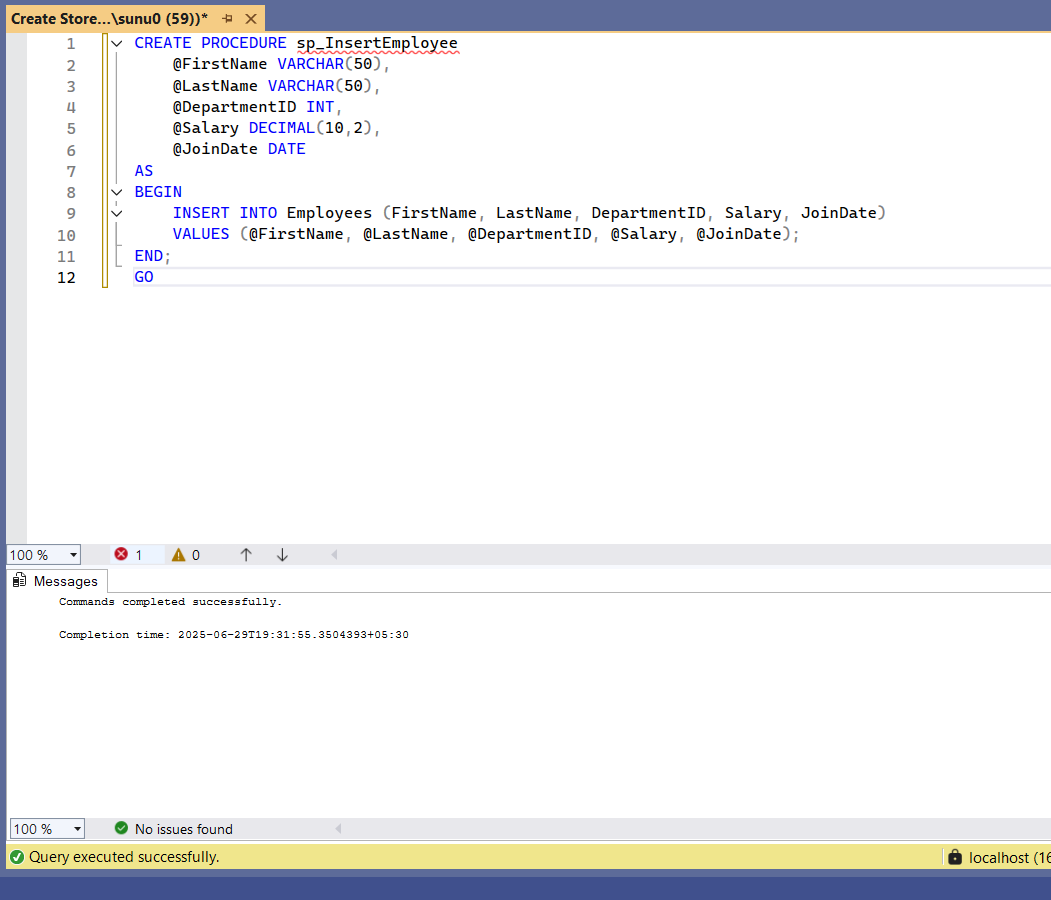 Create Store...\sunu0 (59))*
1 CREATE PROCEDURE sp_InsertEmployee
2 @FirstName VARCHAR(50),
3 @LastName VARCHAR(50),
4 @DepartmentID INT,
5 @Salary DECIMAL(10,2),
6 @JoinDate DATE
7 AS
8 BEGIN
9 INSERT INTO Employees (FirstName, LastName, DepartmentID, Salary, JoinDate)
10 VALUES (@FirstName, @LastName, @DepartmentID, @Salary, @JoinDate);
11 END;
12 GO
100 % 1 0
Messages
Commands completed successfully.
Completion time: 2025-06-29T19:31:55.3504393+05:30
100 % No issues found
Query executed successfully. localhost (16